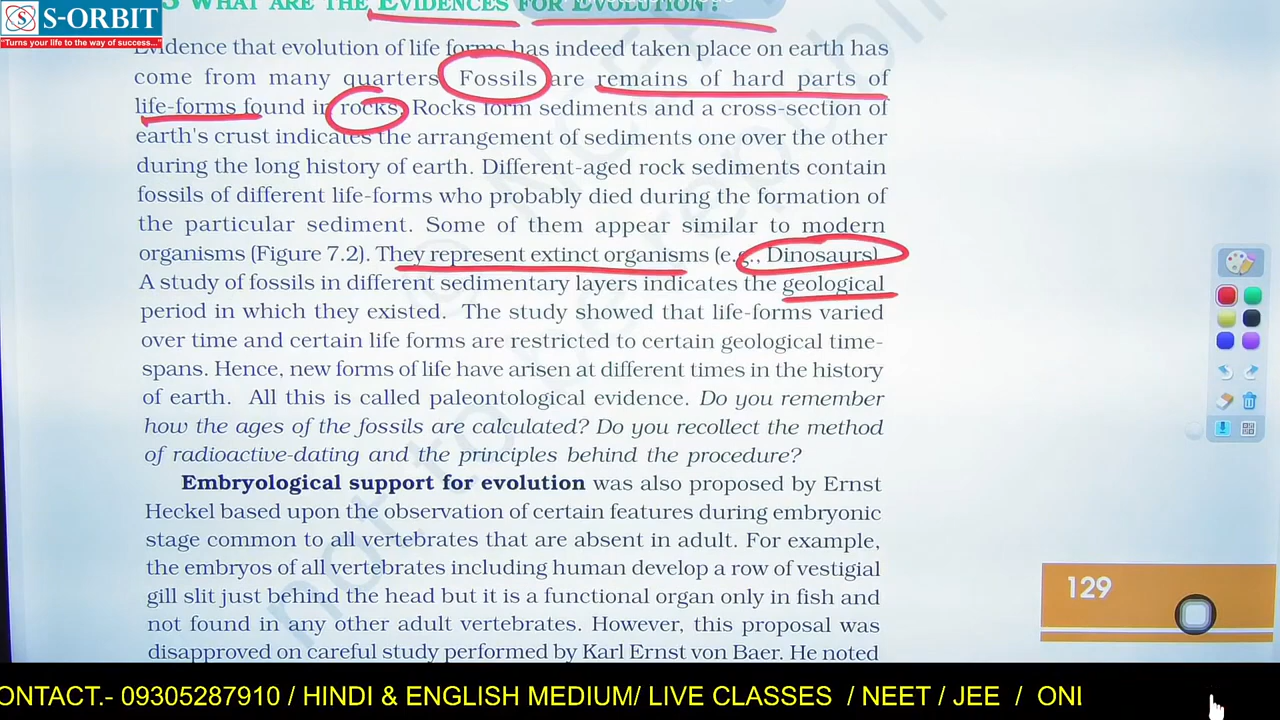 S-ORBIT
"Turns your life to the way of success..."
3 WHAT ARE THE EVIDENCES FOR EVOLUTION?
Evidence that evolution of life forms has indeed taken place on earth has
come from many quarters. Fossils are remains of hard parts of
life-forms found in rocks. Rocks form sediments and a cross-section of
earth's crust indicates the arrangement of sediments one over the other
during the long history of earth. Different-aged rock sediments contain
fossils of different life-forms who probably died during the formation of
the particular sediment. Some of them appear similar to modern
organisms (Figure 7.2). They represent extinct organisms (e.g., Dinosaurs).
A study of fossils in different sedimentary layers indicates the geological
period in which they existed. The study showed that life-forms varied
over time and certain life forms are restricted to certain geological time-
spans. Hence, new forms of life have arisen at different times in the history
of earth. All this is called paleontological evidence. Do you remember
how the ages of the fossils are calculated? Do you recollect the method
of radioactive-dating and the principles behind the procedure?
Embryological support for evolution was also proposed by Ernst
Heckel based upon the observation of certain features during embryonic
stage common to all vertebrates that are absent in adult. For example,
the embryos of all vertebrates including human develop a row of vestigial
gill slit just behind the head but it is a functional organ only in fish and
not found in any other adult vertebrates. However, this proposal was
disapproved on careful study performed by Karl Ernst von Baer. He noted
129
ONTACT.- 09305287910 / HINDI & ENGLISH MEDIUM/ LIVE CLASSES / NEET / JEE / ONI